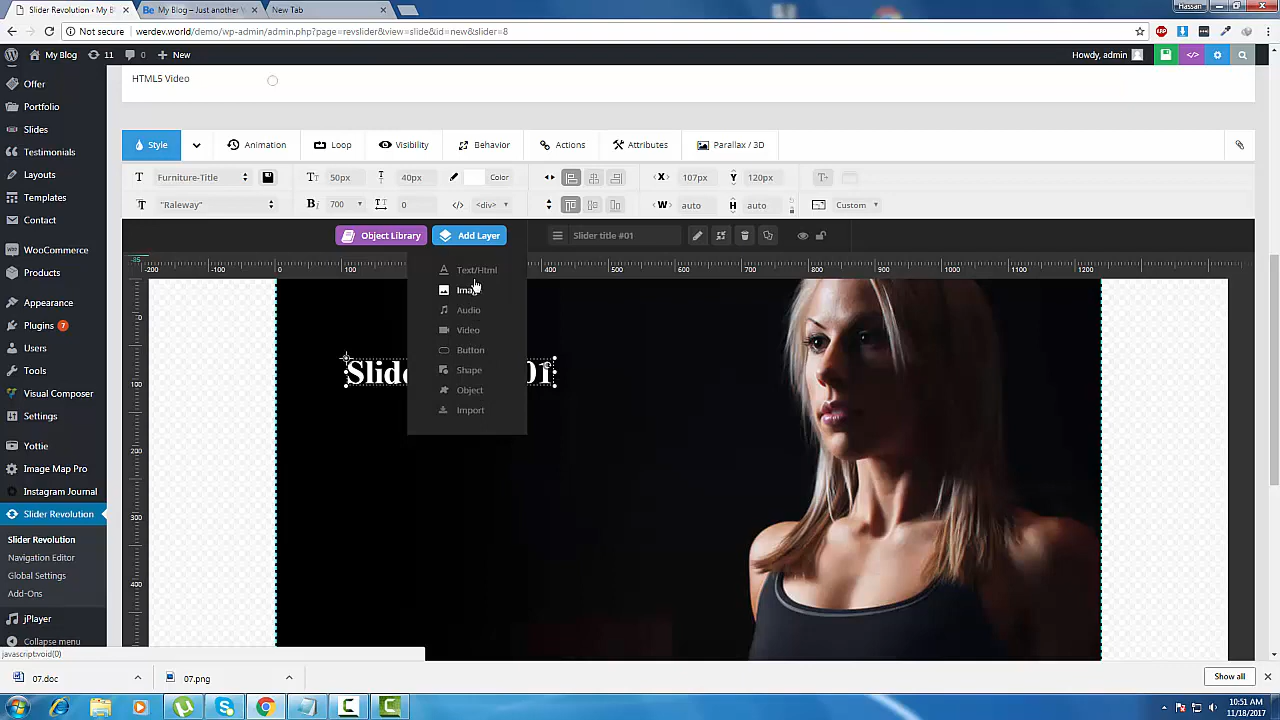 Slider Revolution ‹ My B
My Blog – Just another W
New Tab
Hassan
Not secure
werdev.world/demo/wp-admin/admin.php?page=revslider&view=slide&id=new&slider=8
My Blog
11
0
New
Howdy, admin
Offer
Portfolio
Slides
Testimonials
Layouts
Templates
Contact
WooCommerce
Products
Appearance
Plugins 7
Users
Tools
Visual Composer
Settings
Yottie
Image Map Pro
Instagram Journal
Slider Revolution
Slider Revolution
Navigation Editor
Global Settings
Add-Ons
jPlayer
Collapse menu
HTML5 Video
Style
Animation
Loop
Visibility
Behavior
Actions
Attributes
Parallax / 3D
Furniture-Title
50px
40px
Color
107px
120px
"Raleway"
700
0
<div>
auto
auto
Custom
Object Library
Add Layer
Slider title #01
-200 -100 0 100 400 500 600 700 800 900 1000 1100 1200
-85
0
100
200
300
400
Text/Html
Audio
Video
Button
Shape
Object
Import
javascript:void(0)
07.doc
07.png
Show all
10:51 AM
11/18/2017